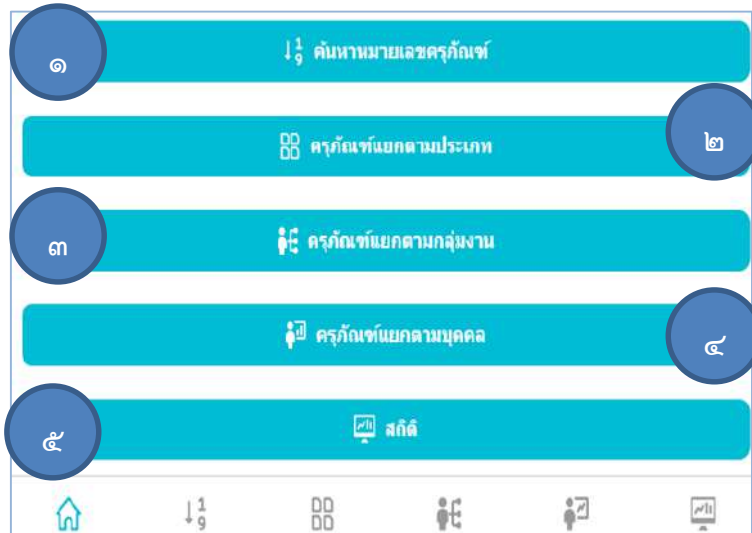 ๑ ค้นหาหมายเลขครุภัณฑ์
ครุภัณฑ์แยกตามประเภท ๒
๓ ครุภัณฑ์แยกตามกลุ่มงาน
ครุภัณฑ์แยกตามบุคคล ๔
๕ สถิติ